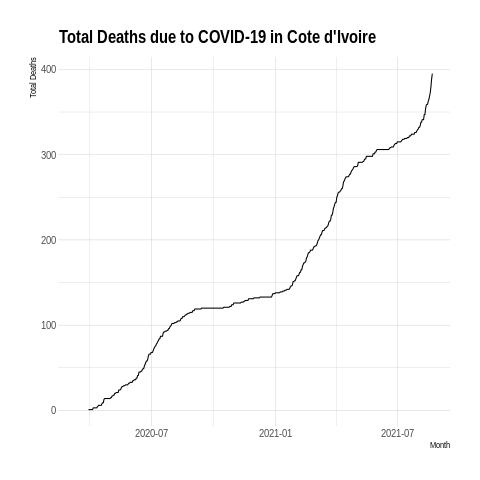 Total Deaths due to COVID-19 in Cote d'Ivoire
Total Deaths
400
300
200
100
0
2020-07
2021-01
2021-07
Month